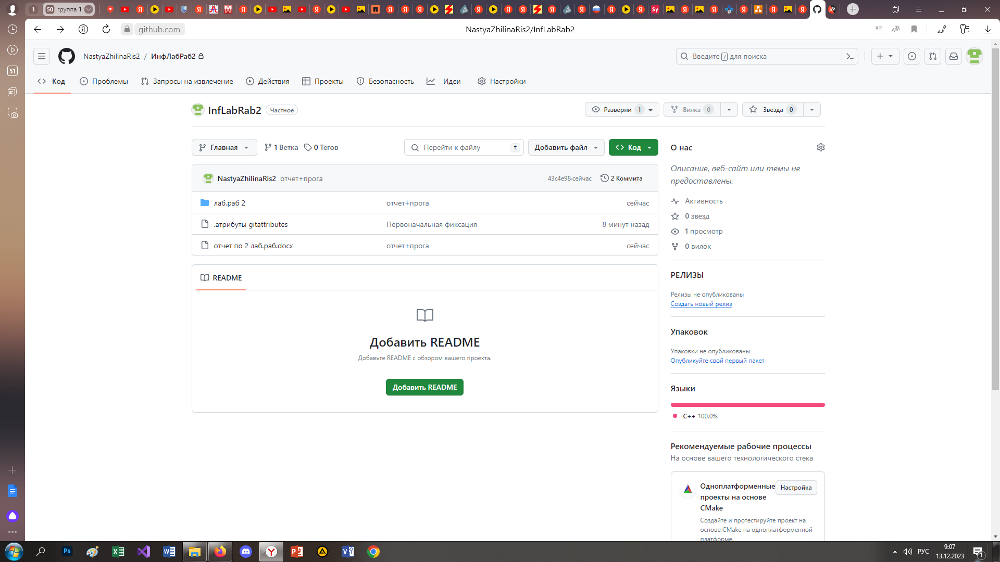 1
50 группа 1
github.com
NastyaZhilinaRis2/InfLabRab2
51
NastyaZhilinaRis2 / ИнфЛабРаб2
Введите / для поиска
Код
Проблемы
Запросы на извлечение
Действия
Проекты
Безопасность
Идеи
Настройки
InfLabRab2 Частное
Разверни 1
Вилка 0
Звезда 0
Главная
1 Ветка
0 Тегов
Перейти к файлу t
Добавить файл
Код
NastyaZhilinaRis2 отчет+прога
43c4e98·сейчас
2 Коммита
лаб.раб 2 отчет+прога сейчас
.атрибуты gitattributes Первоначальная фиксация 8 минут назад
отчет по 2 лаб.раб.docx отчет+прога сейчас
README
Добавить README
Добавьте README с обзором вашего проекта.
Добавить README
О нас
Описание, веб-сайт или темы не
предоставлены.
Активность
0 звезд
1 просмотр
0 вилок
РЕЛИЗЫ
Релизы не опубликованы
Создать новый релиз
Упаковок
Упаковки не опубликованы
Опубликуйте свой первый пакет
Языки
C++ 100.0%
Рекомендуемые рабочие процессы
На основе вашего технологического стека
Одноплатформенные
проекты на основе
CMake
Настройка
Создайте и протестируйте проект на
основе CMake на одноплатформенной
платформе.
РУС
9:07
13.12.2023
1